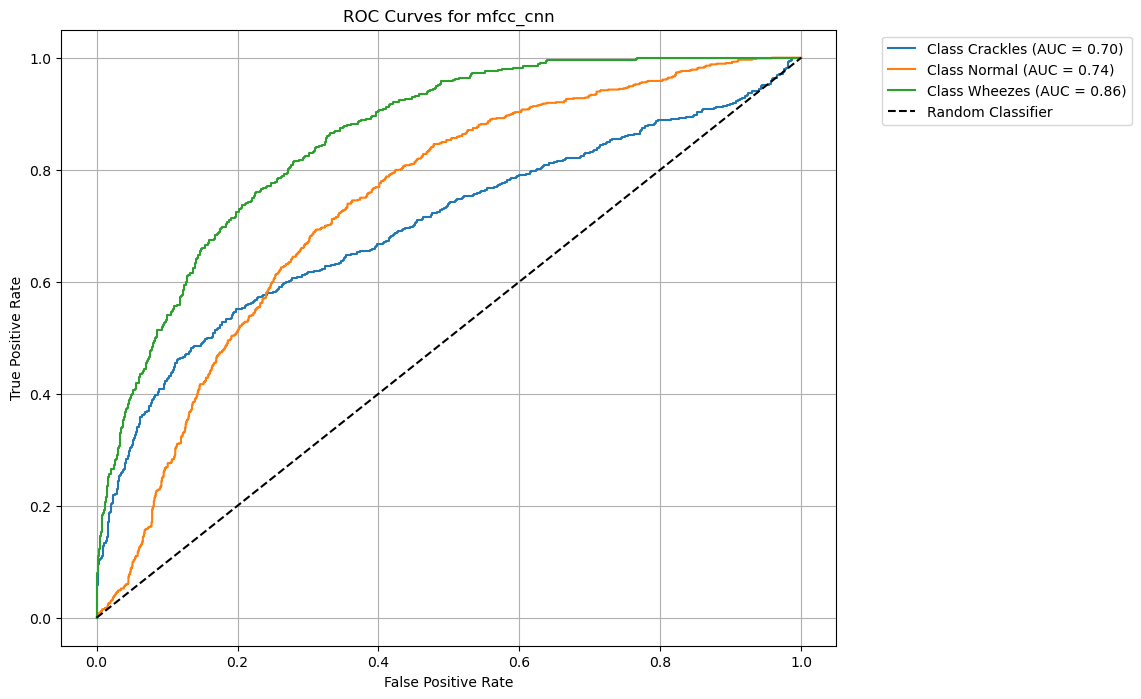 ROC Curves for mfcc_cnn
Class Crackles (AUC = 0.70)
Class Normal (AUC = 0.74)
Class Wheezes (AUC = 0.86)
Random Classifier
True Positive Rate
1.0
0.8
0.6
0.4
0.2
0.0
0.0 0.2 0.4 0.6 0.8 1.0
False Positive Rate